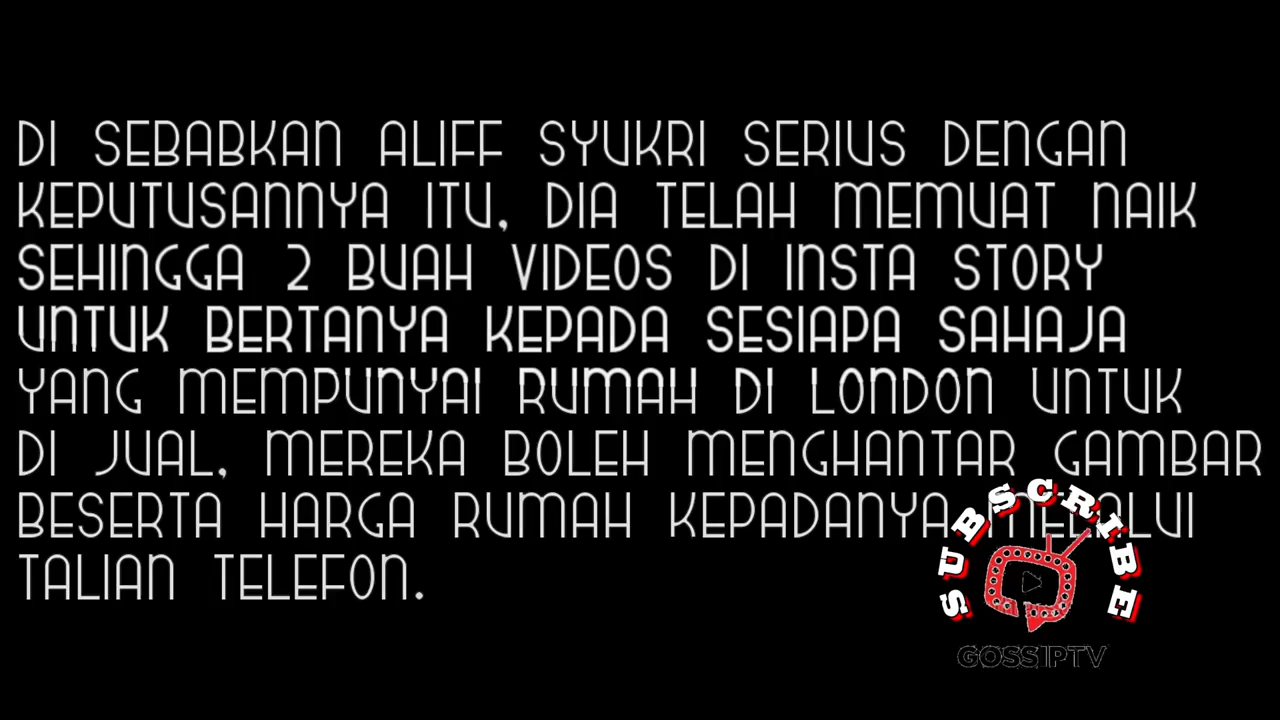 DI SEBABKAN ALIFF SYUKRI SERIUS DENGAN
KEPUTUSANNYA ITU, DIA TELAH MEMUAT NAIK
SEHINGGA 2 BUAH VIDEOS DI INSTA STORY
UNTUK BERTANYA KEPADA SESIAPA SAHAJA
YANG MEMPUNYAI RUMAH DI LONDON UNTUK
DI JUAL, MEREKA BOLEH MENGHANTAR GAMBAR
BESERTA HARGA RUMAH KEPADANYA MELALUI
TALIAN TELEFON.
SUBSCRIBE
GOSSIPTV